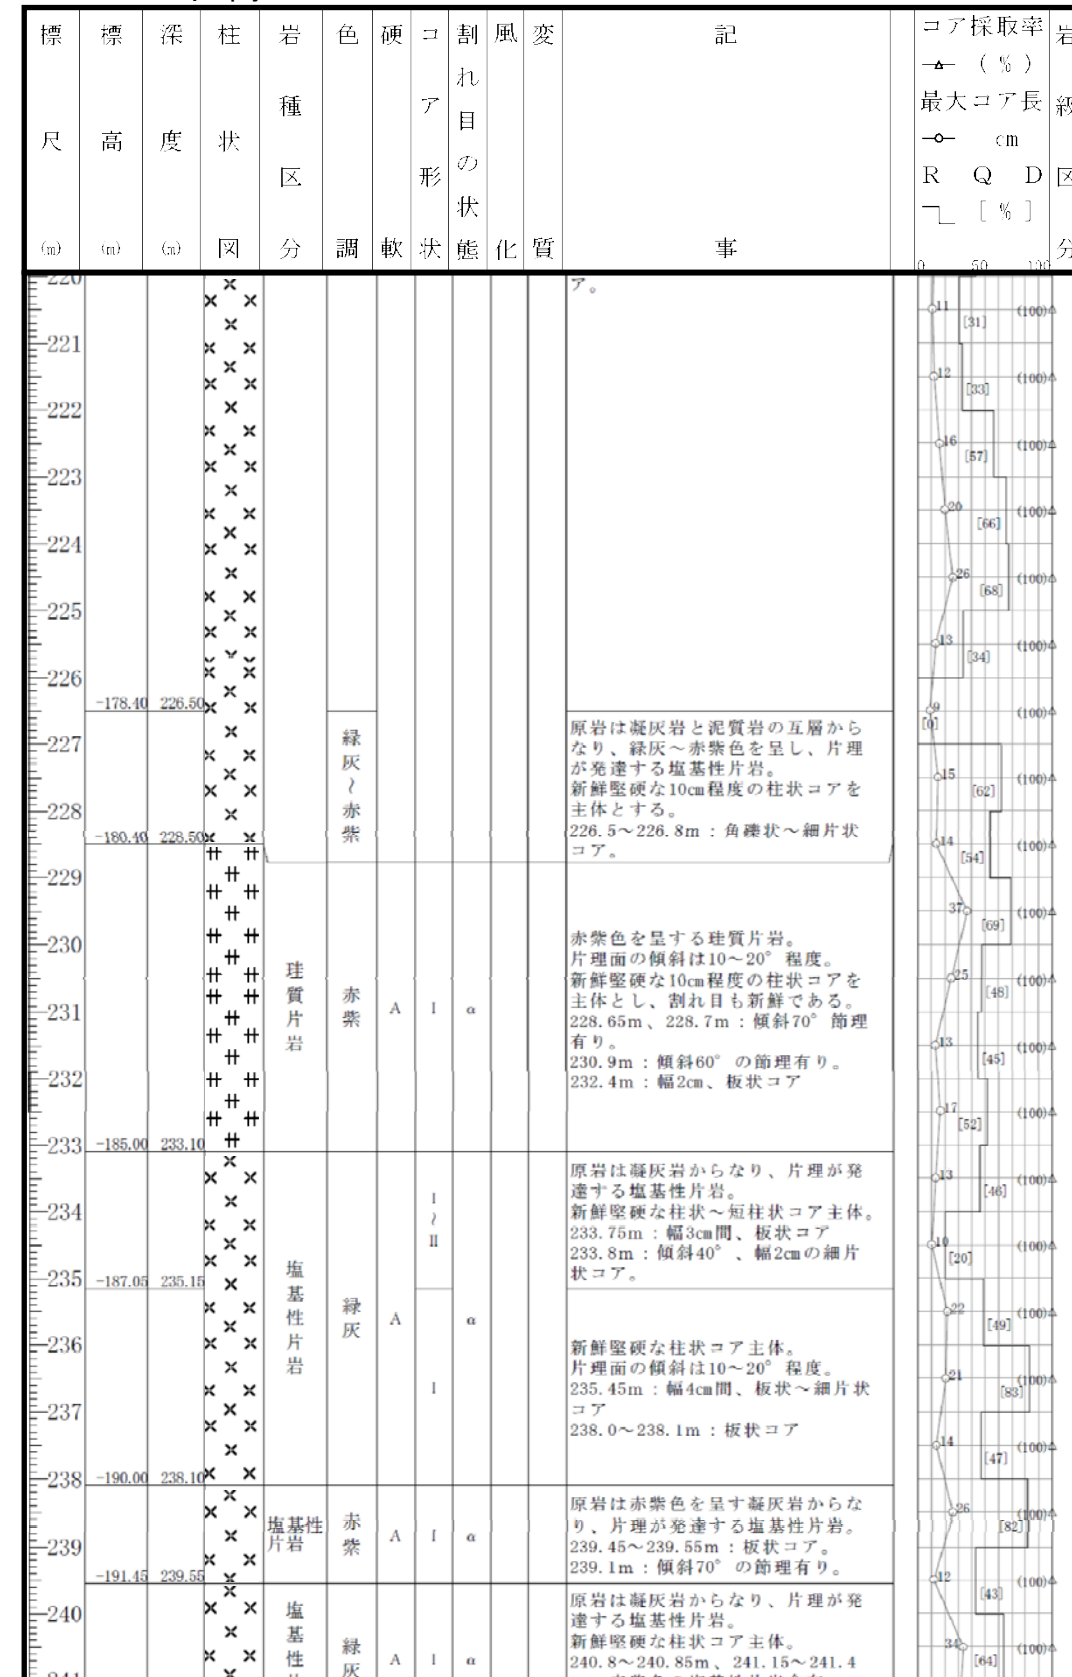 標尺(m)
標高(m)
深度(m)
柱状図
岩種区分
色調
硬軟
コア形状
割れ目の状態
風化
変質
記事
コア採取率
( % )
最大コア長
cm
R Q D
[ % ]
岩級区分
0 50 100
220
ア。
11 [31] (100)
221
12 [33] (100)
222
16 [57] (100)
223
20 [66] (100)
224
26 [68] (100)
225
13 [34] (100)
226
-178.40 226.50
9 [0] (100)
緑灰~赤紫
原岩は凝灰岩と泥質岩の互層から
なり、緑灰~赤紫色を呈し、片理
が発達する塩基性片岩。
新鮮堅硬な10㎝程度の柱状コアを
主体とする。
226.5~226.8m:角礫状~細片状
コア。
227
15 [62] (100)
228
-180.40 228.50
14 [54] (100)
229
37 [69] (100)
230
25 [48] (100)
珪質片岩
赤紫
A I α
赤紫色を呈する珪質片岩。
片理面の傾斜は10~20°程度。
新鮮堅硬な10㎝程度の柱状コアを
主体とし、割れ目も新鮮である。
228.65m、228.7m:傾斜70°節理
有り。
230.9m:傾斜60°の節理有り。
232.4m:幅2㎝、板状コア
231
13 [45] (100)
232
17 [52] (100)
233
-185.00 233.10
13 [46] (100)
塩基性片岩
緑灰
A
I~II
α
原岩は凝灰岩からなり、片理が発
達する塩基性片岩。
新鮮堅硬な柱状~短柱状コア主体。
233.75m:幅3㎝間、板状コア
233.8m:傾斜40°、幅2㎝の細片
状コア。
234
10 [20] (100)
235
-187.05 235.15
22 [49] (100)
I
新鮮堅硬な柱状コア主体。
片理面の傾斜は10~20°程度。
235.45m:幅4㎝間、板状~細片状
コア
238.0~238.1m:板状コア
236
21 [83] (100)
237
14 [47] (100)
238
-190.00 238.10
26 [82] (100)
塩基性
片岩
赤紫
A I α
原岩は赤紫色を呈す凝灰岩からな
り、片理が発達する塩基性片岩。
239.45~239.55m:板状コア。
239.1m:傾斜70°の節理有り。
239
-191.45 239.55
12 [43] (100)
240
34 [64] (100)
塩基性
緑灰
A I α
原岩は凝灰岩からなり、片理が発
達する塩基性片岩。
新鮮堅硬な柱状コア主体。
240.8~240.85m、241.15~241.4